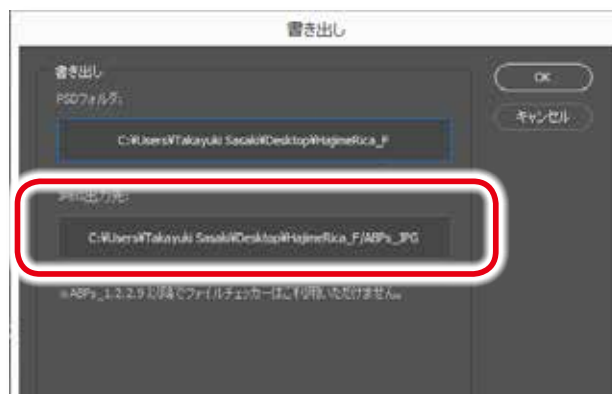 書き出し
書き出し
PSDフォルダ:
C:¥Users¥Takayuki Sasaki¥Desktop¥HajimeRica_F
JPEG出力先:
C:¥Users¥Takayuki Sasaki¥Desktop¥HajimeRica_F/ABPs_JPG
※ABPs_1.2.2.9以降でファイルチェッカーはご利用いただけません。
OK
キャンセル